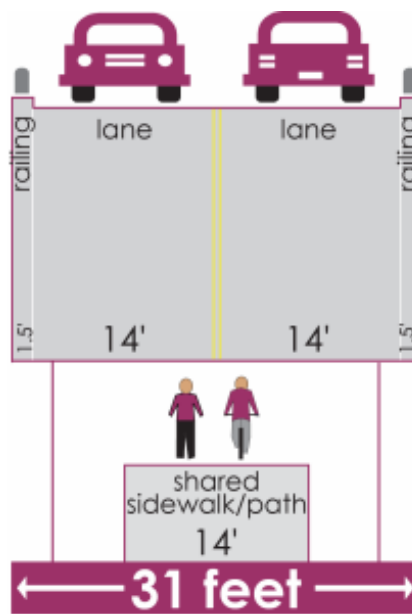 railing
lane
lane
railing
1.5'
14'
14'
1.5'
shared
sidewalk/path
14'
31 feet